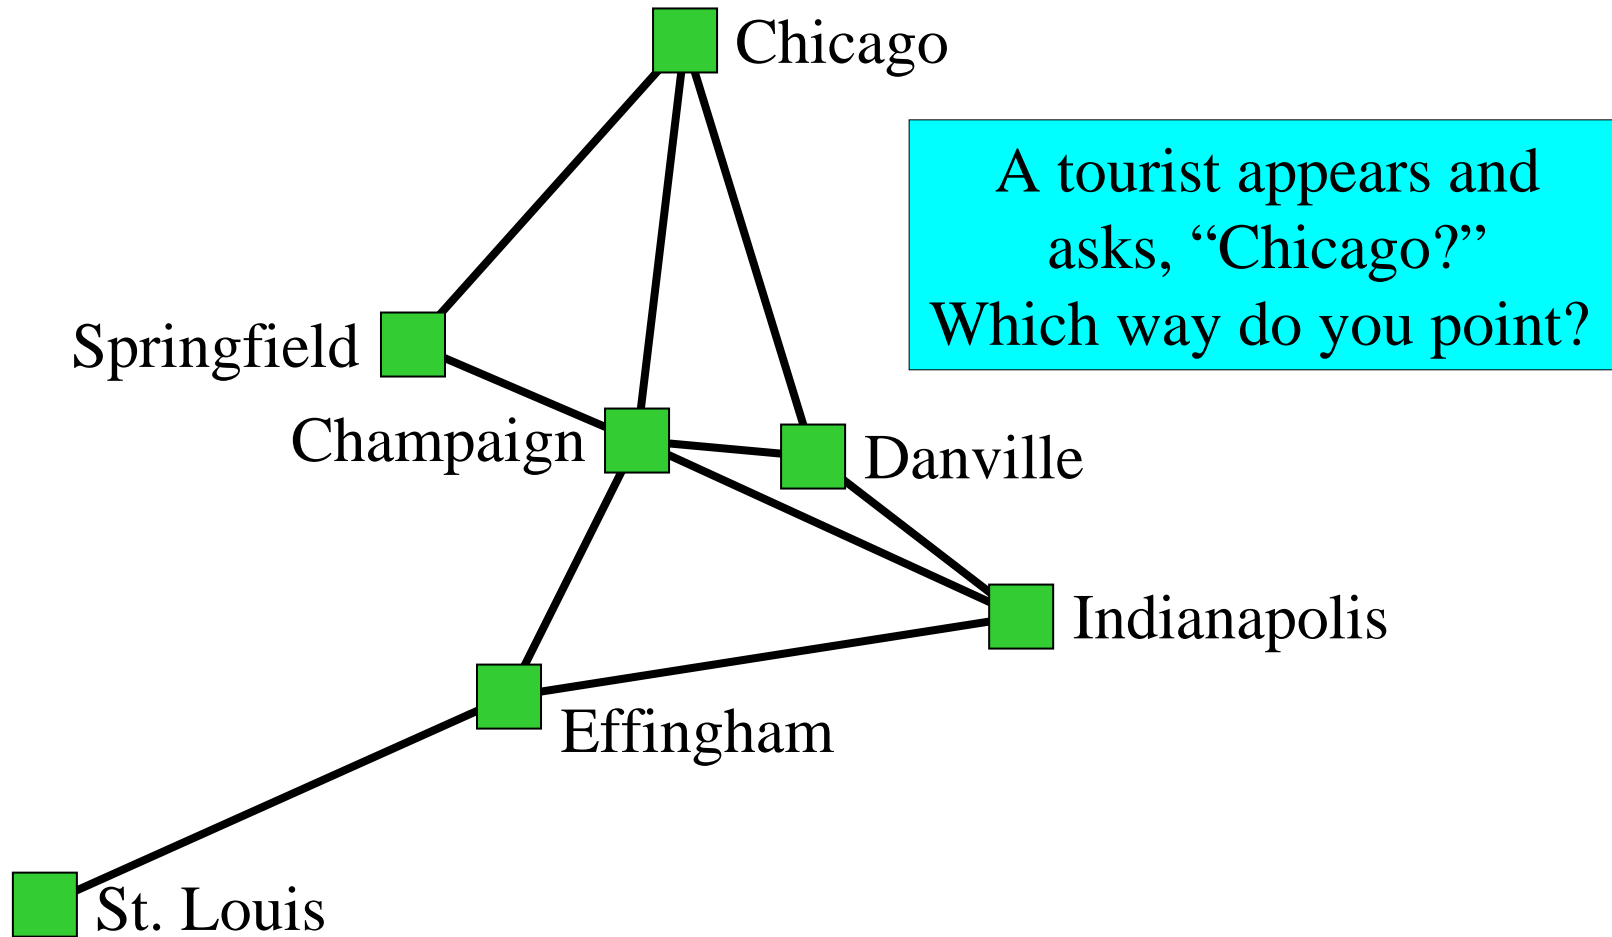 Chicago
A tourist appears and
asks, “Chicago?”
Which way do you point?
Springfield
Champaign
Danville
Indianapolis
Effingham
St. Louis